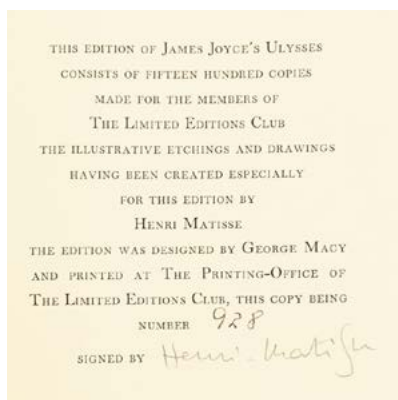 THIS EDITION OF JAMES JOYCE'S ULYSSES
CONSISTS OF FIFTEEN HUNDRED COPIES
MADE FOR THE MEMBERS OF
THE LIMITED EDITIONS CLUB
THE ILLUSTRATIVE ETCHINGS AND DRAWINGS
HAVING BEEN CREATED ESPECIALLY
FOR THIS EDITION BY
HENRI MATISSE
THE EDITION WAS DESIGNED BY GEORGE MACY
AND PRINTED AT THE PRINTING-OFFICE OF
THE LIMITED EDITIONS CLUB, THIS COPY BEING
NUMBER 928
SIGNED BY Henri-Matisse